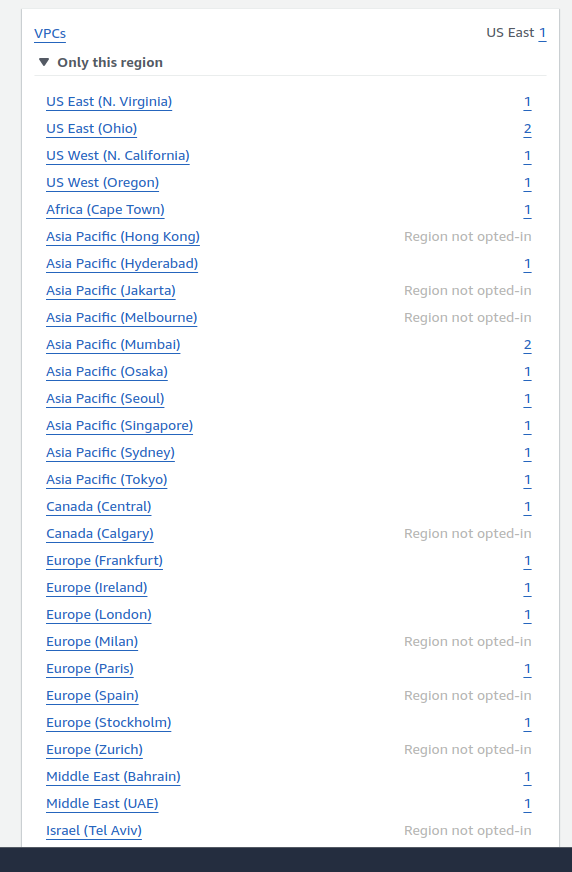 VPCs US East 1
Only this region
US East (N. Virginia) 1
US East (Ohio) 2
US West (N. California) 1
US West (Oregon) 1
Africa (Cape Town) 1
Asia Pacific (Hong Kong) Region not opted-in
Asia Pacific (Hyderabad) 1
Asia Pacific (Jakarta) Region not opted-in
Asia Pacific (Melbourne) Region not opted-in
Asia Pacific (Mumbai) 2
Asia Pacific (Osaka) 1
Asia Pacific (Seoul) 1
Asia Pacific (Singapore) 1
Asia Pacific (Sydney) 1
Asia Pacific (Tokyo) 1
Canada (Central) 1
Canada (Calgary) Region not opted-in
Europe (Frankfurt) 1
Europe (Ireland) 1
Europe (London) 1
Europe (Milan) Region not opted-in
Europe (Paris) 1
Europe (Spain) Region not opted-in
Europe (Stockholm) 1
Europe (Zurich) Region not opted-in
Middle East (Bahrain) 1
Middle East (UAE) 1
Israel (Tel Aviv) Region not opted-in